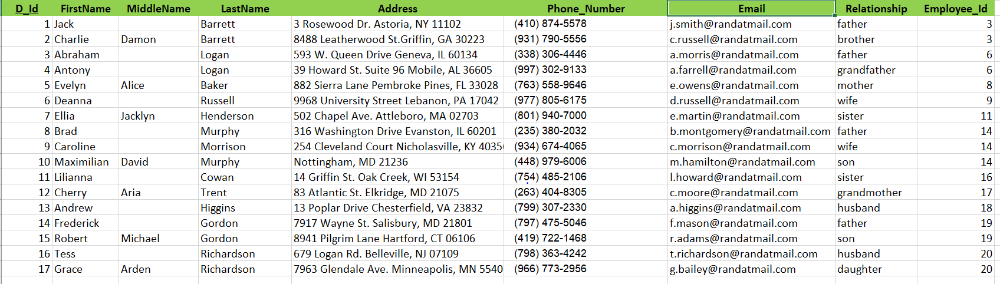 D_Id FirstName MiddleName LastName Address Phone_Number Email Relationship Employee_Id
1 Jack Barrett 3 Rosewood Dr. Astoria, NY 11102 (410) 874-5578 j.smith@randatmail.com father 3
2 Charlie Damon Barrett 8488 Leatherwood St.Griffin, GA 30223 (931) 790-5556 c.russell@randatmail.com brother 3
3 Abraham Logan 593 W. Queen Drive Geneva, IL 60134 (338) 306-4446 a.morris@randatmail.com father 6
4 Antony Logan 39 Howard St. Suite 96 Mobile, AL 36605 (997) 302-9133 a.farrell@randatmail.com grandfather 6
5 Evelyn Alice Baker 882 Sierra Lane Pembroke Pines, FL 33028 (763) 558-9646 e.owens@randatmail.com mother 8
6 Deanna Russell 9968 University Street Lebanon, PA 17042 (977) 805-6175 d.russell@randatmail.com wife 9
7 Ellia Jacklyn Henderson 502 Chapel Ave. Attleboro, MA 02703 (801) 940-7000 e.martin@randatmail.com sister 11
8 Brad Murphy 316 Washington Drive Evanston, IL 60201 (235) 380-2032 b.montgomery@randatmail.com father 14
9 Caroline Morrison 254 Cleveland Court Nicholasville, KY 4035 (934) 674-4065 c.morrison@randatmail.com wife 14
10 Maximilian David Murphy Nottingham, MD 21236 (448) 979-6006 m.hamilton@randatmail.com son 14
11 Lilianna Cowan 14 Griffin St. Oak Creek, WI 53154 (754) 485-2106 l.howard@randatmail.com sister 16
12 Cherry Aria Trent 83 Atlantic St. Elkridge, MD 21075 (263) 404-8305 c.moore@randatmail.com grandmother 17
13 Andrew Higgins 13 Poplar Drive Chesterfield, VA 23832 (799) 307-2330 a.higgins@randatmail.com husband 18
14 Frederick Gordon 7917 Wayne St. Salisbury, MD 21801 (797) 475-5046 f.mason@randatmail.com father 19
15 Robert Michael Gordon 8941 Pilgrim Lane Hartford, CT 06106 (419) 722-1468 r.adams@randatmail.com son 19
16 Tess Richardson 679 Logan Rd. Belleville, NJ 07109 (798) 363-4242 t.richardson@randatmail.com husband 20
17 Grace Arden Richardson 7963 Glendale Ave. Minneapolis, MN 5540 (966) 773-2956 g.bailey@randatmail.com daughter 20